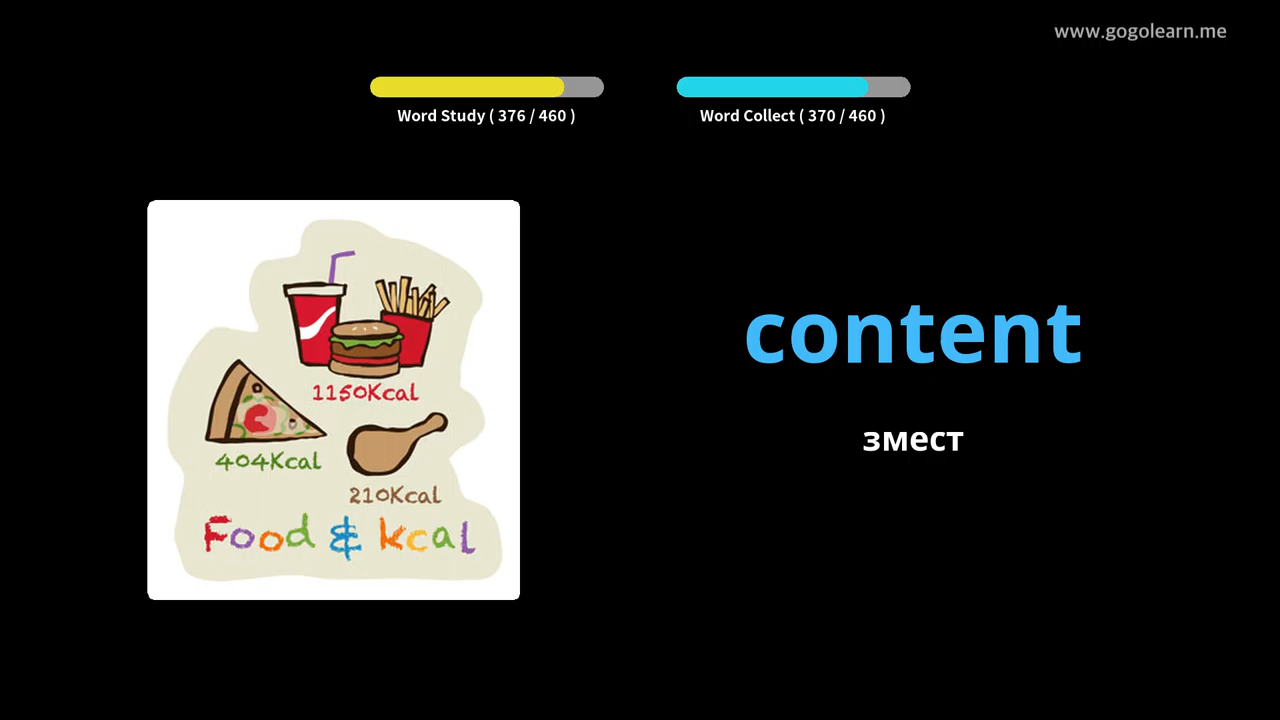 www.gogolearn.me
Word Study ( 376 / 460 )
Word Collect ( 370 / 460 )
1150Kcal
404Kcal
210Kcal
Food & kcal
content
змест